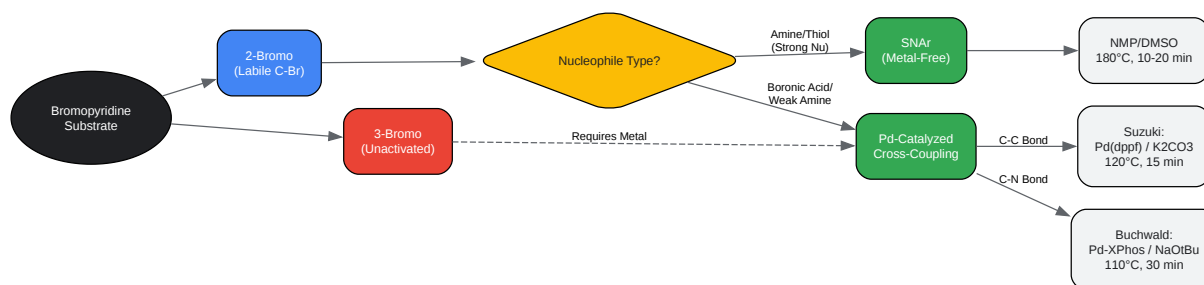 Bromopyridine
Substrate
2-Bromo
(Labile C-Br)
3-Bromo
(Unactivated)
Nucleophile Type?
Requires Metal
Amine/Thiol
(Strong Nu)
Boronic Acid/
Weak Amine
SNAr
(Metal-Free)
Pd-Catalyzed
Cross-Coupling
C-C Bond
C-N Bond
NMP/DMSO
180°C, 10-20 min
Suzuki:
Pd(dppf) / K2CO3
120°C, 15 min
Buchwald:
Pd-XPhos / NaOtBu
110°C, 30 min